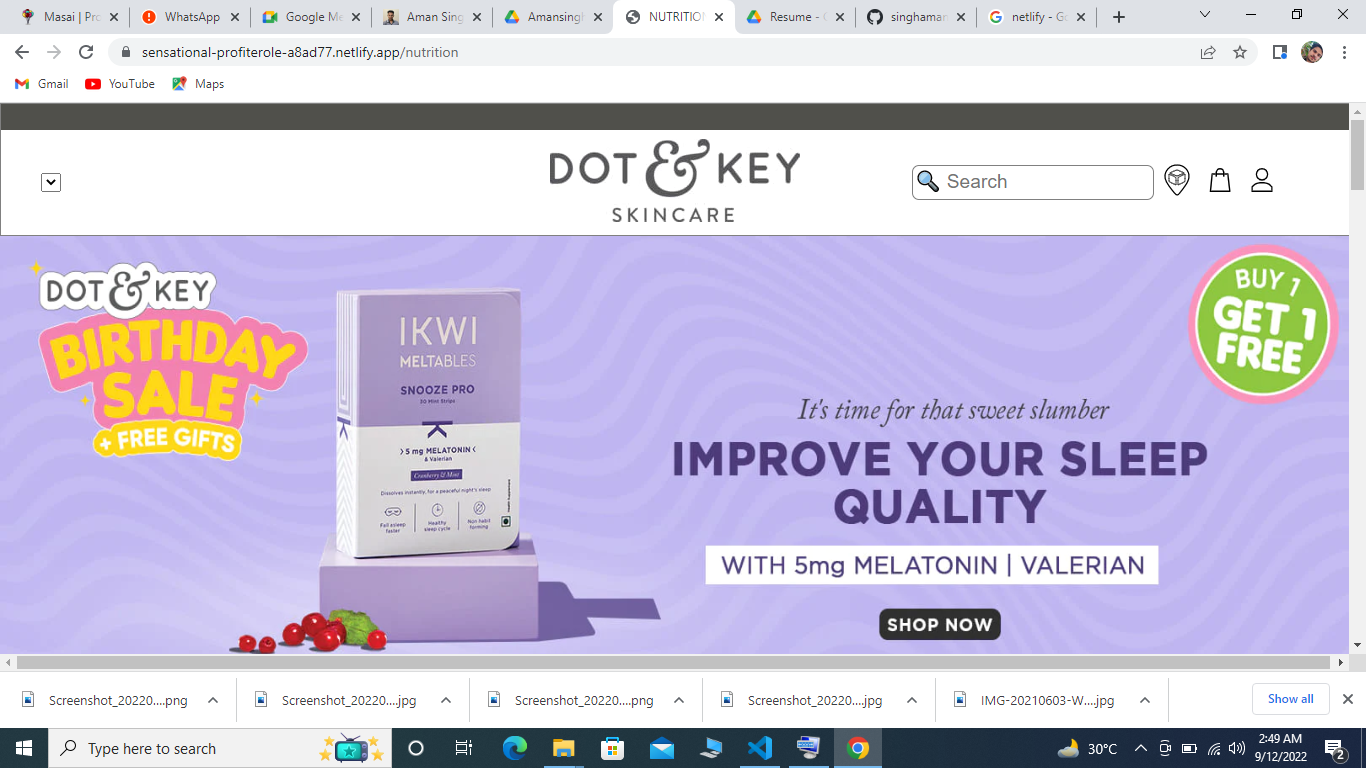 Masai | Pro
WhatsApp
Google Me
Aman Sing
Amansingh
NUTRITION
Resume - G
singhaman
netlify - Go
sensational-profiterole-a8ad77.netlify.app/nutrition
Gmail
YouTube
Maps
DOT & KEY
SKINCARE
Search
DOT & KEY
BIRTHDAY
SALE
+ FREE GIFTS
IKWI
MELTABLES
SNOOZE PRO
30 Mint Strips
5 mg MELATONIN
& Valerian
Cranberry & Mint
Dissolves instantly, for a peaceful night's sleep
Fall asleep
faster
Healthy
sleep cycle
Non habit
forming
Health Supplement
BUY 1
GET 1
FREE
It's time for that sweet slumber
IMPROVE YOUR SLEEP
QUALITY
WITH 5mg MELATONIN | VALERIAN
SHOP NOW
Screenshot_20220....png
Screenshot_20220....jpg
Screenshot_20220....png
Screenshot_20220....jpg
IMG-20210603-W....jpg
Show all
Type here to search
30°C
2:49 AM
9/12/2022
2